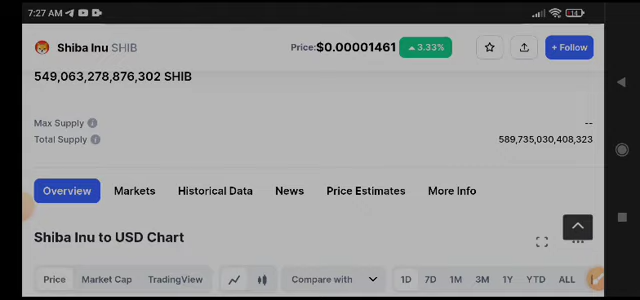 7:27 AM
14
Shiba Inu SHIB Price:$0.00001461 3.33% + Follow
549,063,278,876,302 SHIB
Max Supply --
Total Supply 589,735,030,408,323
Overview Markets Historical Data News Price Estimates More Info
Shiba Inu to USD Chart
Price Market Cap TradingView Compare with 1D 7D 1M 3M 1Y YTD ALL